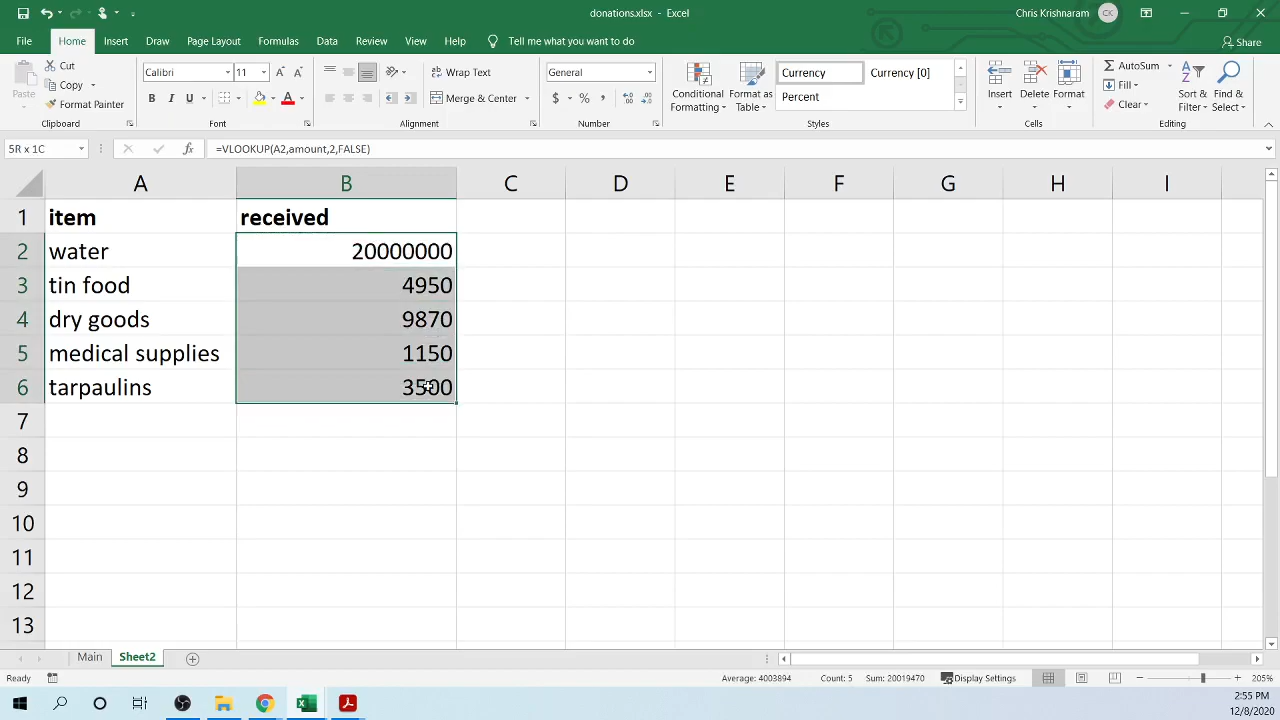 donations.xlsx - Excel
Chris Krishnaram CK
File Home Insert Draw Page Layout Formulas Data Review View Help Tell me what you want to do Share
Paste Cut Copy Format Painter
Calibri 11
B I U
Wrap Text
Merge & Center
General
$ % ,
Conditional Formatting
Format as Table
Currency Currency [0]
Percent
Insert Delete Format
AutoSum
Fill
Clear
Sort & Filter
Find & Select
Clipboard Font Alignment Number Styles Cells Editing
5R x 1C =VLOOKUP(A2,amount,2,FALSE)
A B C D E F G H I
1 item received
2 water 20000000
3 tin food 4950
4 dry goods 9870
5 medical supplies 1150
6 tarpaulins 3500
7
8
9
10
11
12
13
Main Sheet2
Ready Average: 4003894 Count: 5 Sum: 20019470 Display Settings 205%
2:55 PM
12/8/2020